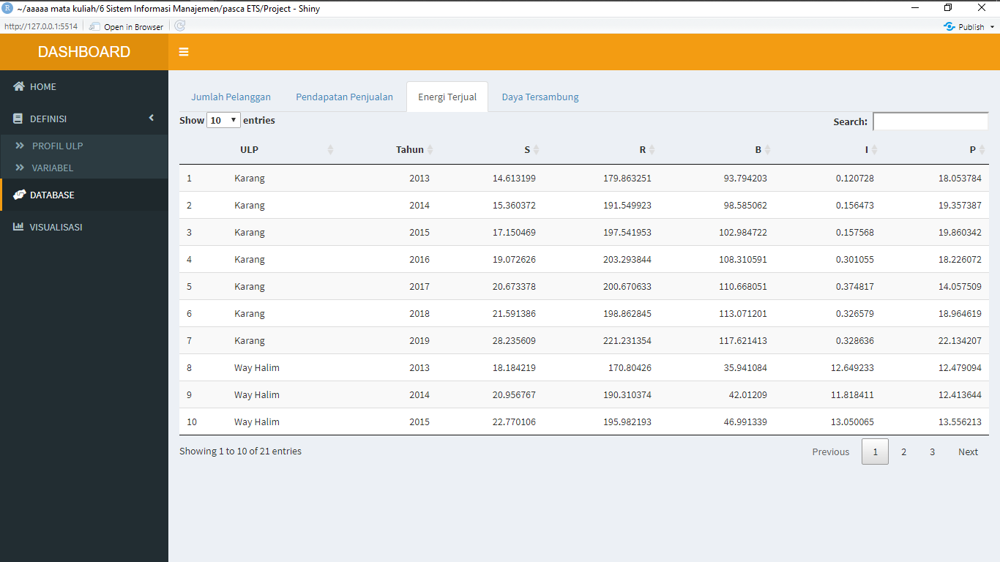 R ~/aaaaa mata kuliah/6 Sistem Informasi Manajemen/pasca ETS/Project - Shiny
http://127.0.0.1:5514 Open in Browser Publish
DASHBOARD
HOME
DEFINISI
PROFIL ULP
VARIABEL
DATABASE
VISUALISASI
Jumlah Pelanggan Pendapatan Penjualan Energi Terjual Daya Tersambung
Show 10 entries Search:
ULP Tahun S R B I P
1 Karang 2013 14.613199 179.863251 93.794203 0.120728 18.053784
2 Karang 2014 15.360372 191.549923 98.585062 0.156473 19.357387
3 Karang 2015 17.150469 197.541953 102.984722 0.157568 19.860342
4 Karang 2016 19.072626 203.293844 108.310591 0.301055 18.226072
5 Karang 2017 20.673378 200.670633 110.668051 0.374817 14.057509
6 Karang 2018 21.591386 198.862845 113.071201 0.326579 18.964619
7 Karang 2019 28.235609 221.231354 117.621413 0.328636 22.134207
8 Way Halim 2013 18.184219 170.80426 35.941084 12.649233 12.479094
9 Way Halim 2014 20.956767 190.310374 42.01209 11.818411 12.413644
10 Way Halim 2015 22.770106 195.982193 46.991339 13.050065 13.556213
Showing 1 to 10 of 21 entries Previous 1 2 3 Next